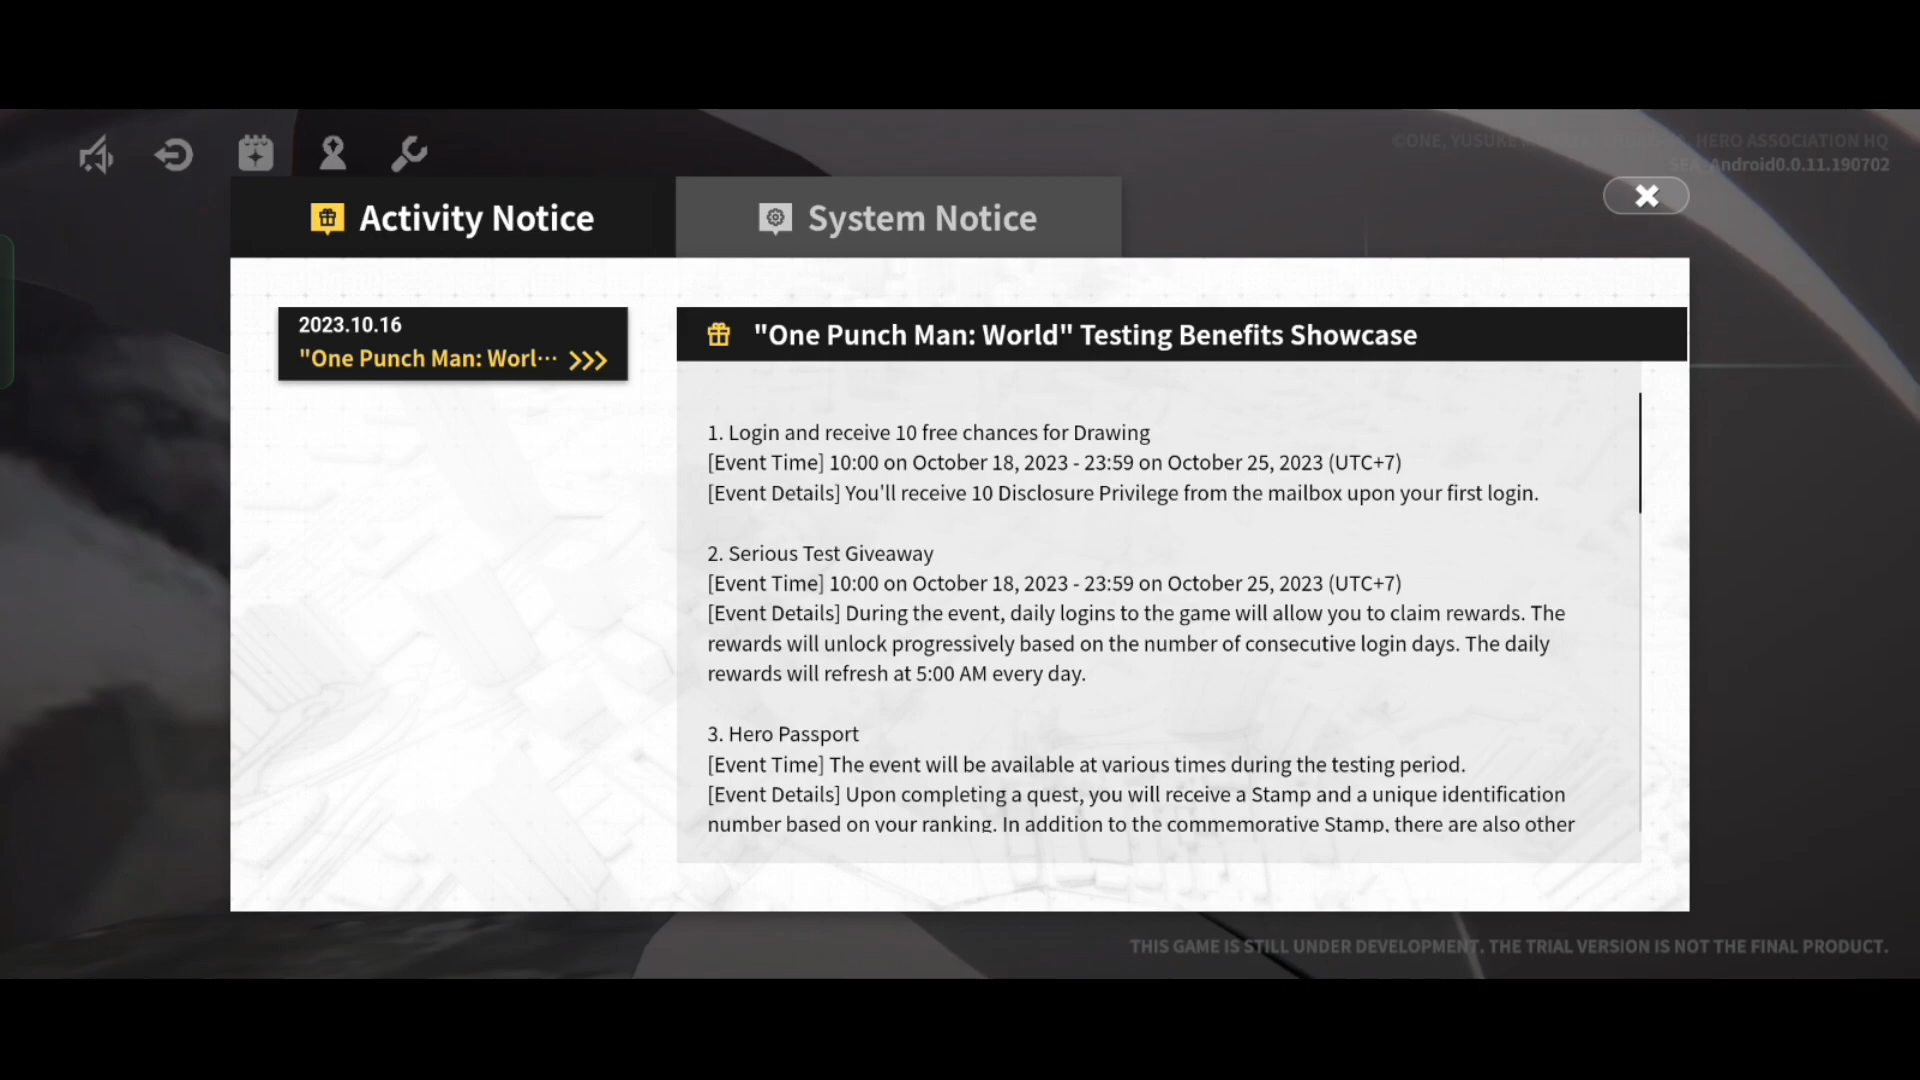 ©ONE, YUSUKE HERO ASSOCIATION HQ
SEA_Android0.0.11.190702
Activity Notice
System Notice
2023.10.16
"One Punch Man: Worl···
"One Punch Man: World" Testing Benefits Showcase
1. Login and receive 10 free chances for Drawing
[Event Time] 10:00 on October 18, 2023 - 23:59 on October 25, 2023 (UTC+7)
[Event Details] You'll receive 10 Disclosure Privilege from the mailbox upon your first login.
2. Serious Test Giveaway
[Event Time] 10:00 on October 18, 2023 - 23:59 on October 25, 2023 (UTC+7)
[Event Details] During the event, daily logins to the game will allow you to claim rewards. The
rewards will unlock progressively based on the number of consecutive login days. The daily
rewards will refresh at 5:00 AM every day.
3. Hero Passport
[Event Time] The event will be available at various times during the testing period.
[Event Details] Upon completing a quest, you will receive a Stamp and a unique identification
number based on your ranking. In addition to the commemorative Stamp, there are also other
THIS GAME IS STILL UNDER DEVELOPMENT. THE TRIAL VERSION IS NOT THE FINAL PRODUCT.